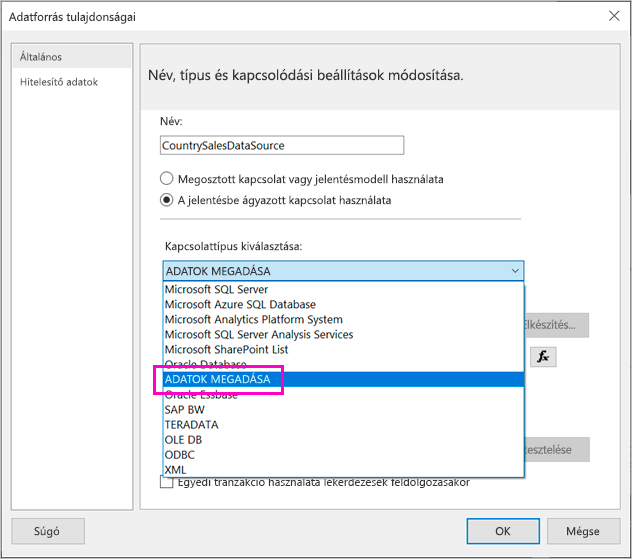 Adatforrás tulajdonságai
Általános
Hitelesítő adatok
Név, típus és kapcsolódási beállítások módosítása.
Név:
CountrySalesDataSource
Megosztott kapcsolat vagy jelentésmodell használata
A jelentésbe ágyazott kapcsolat használata
Kapcsolattípus kiválasztása:
ADATOK MEGADÁSA
Microsoft SQL Server
Microsoft Azure SQL Database
Microsoft Analytics Platform System
Microsoft SQL Server Analysis Services
Microsoft SharePoint List
Oracle Database
ADATOK MEGADÁSA
Oracle Essbase
SAP BW
TERADATA
OLE DB
ODBC
XML
Elkészítés...
fx
esztelése
Egyedi tranzakció használata lekérdezések feldolgozásakor
Súgó
OK
Mégse